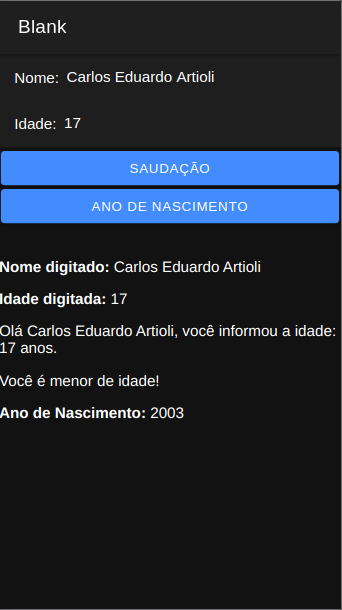 Blank
Nome: Carlos Eduardo Artioli
Idade: 17
SAUDAÇÃO
ANO DE NASCIMENTO
Nome digitado: Carlos Eduardo Artioli
Idade digitada: 17
Olá Carlos Eduardo Artioli, você informou a idade:
17 anos.
Você é menor de idade!
Ano de Nascimento: 2003